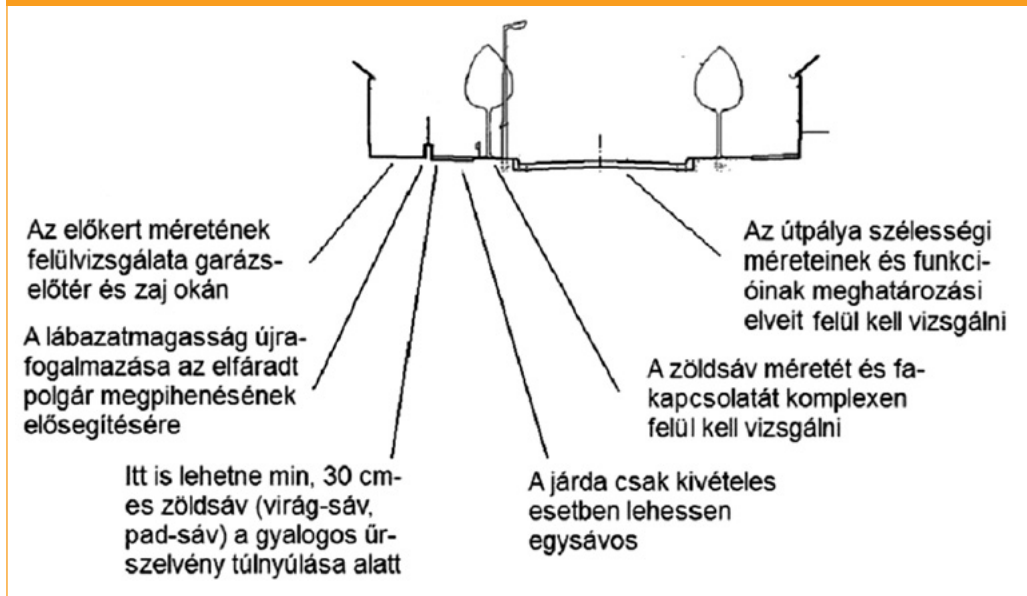 Az előkert méretének
felülvizsgálata garázs-
előtér és zaj okán
A lábazatmagasság újra-
fogalmazása az elfáradt
polgár megpihenésének
elősegítésére
Itt is lehetne min, 30 cm-
es zöldsáv (virág-sáv,
pad-sáv) a gyalogos űr-
szelvény túlnyúlása alatt
A járda csak kivételes
esetben lehessen
egysávos
A zöldsáv méretét és fa-
kapcsolatát komplexen
felül kell vizsgálni
Az útpálya szélességi
méreteinek és funkci-
óinak meghatározási
elveit felül kell vizsgálni